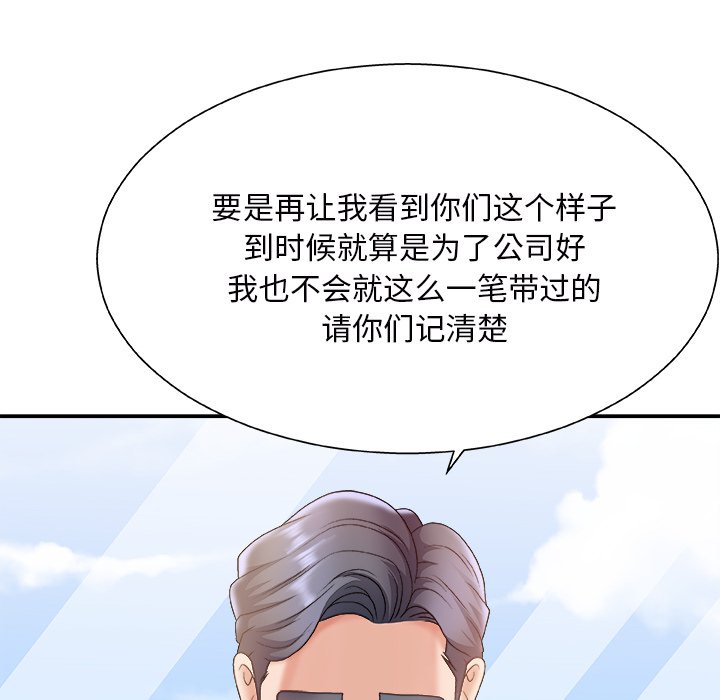 要是再让我看到你们这个样子
到时候就算是为了公司好
我也不会就这么一笔带过的
请你们记清楚